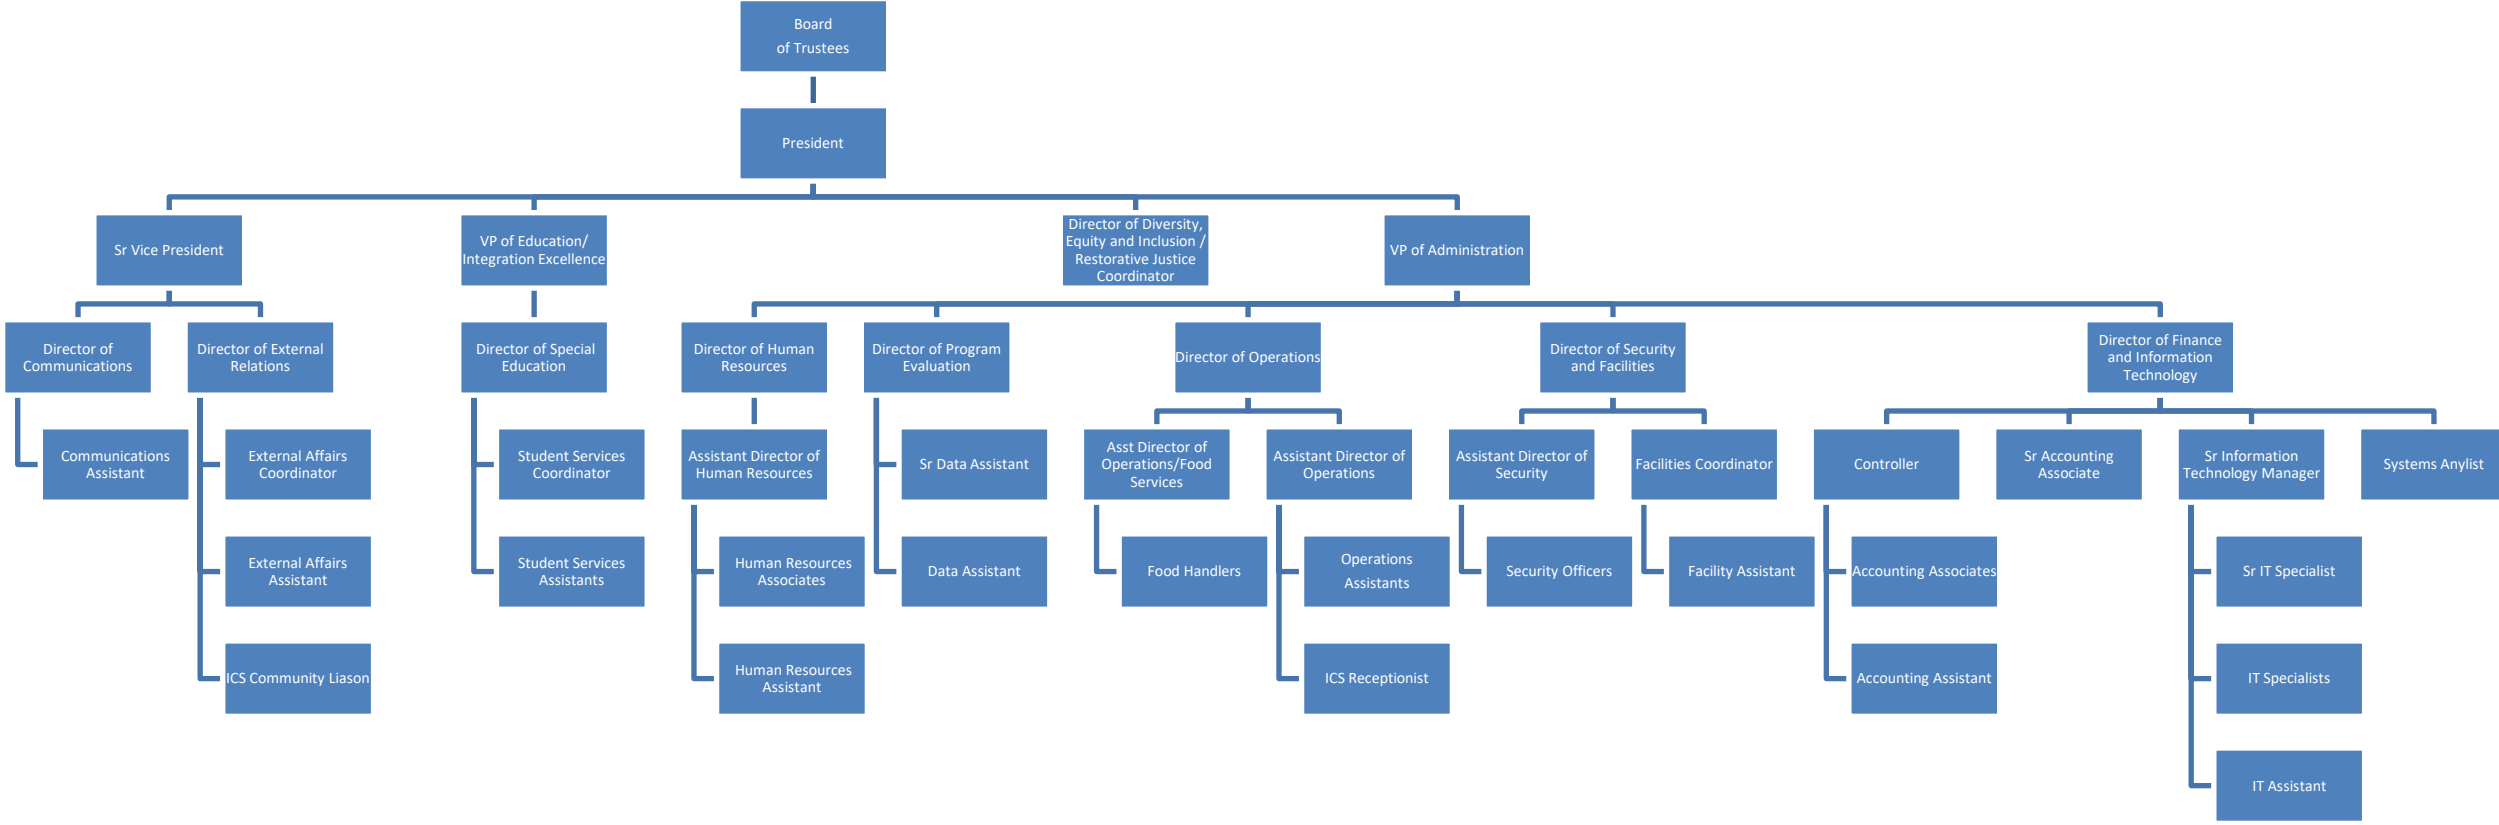 Board
of Trustees
President
Sr Vice President
VP of Education/
Integration Excellence
Director of Diversity,
Equity and Inclusion /
Restorative Justice
Coordinator
VP of Administration
Director of
Communications
Director of External
Relations
Director of Special
Education
Director of Human
Resources
Director of Program
Evaluation
Director of Operations
Director of Security
and Facilities
Director of Finance
and Information
Technology
Communications
Assistant
External Affairs
Coordinator
Student Services
Coordinator
Assistant Director of
Human Resources
Sr Data Assistant
Asst Director of
Operations/Food
Services
Assistant Director of
Operations
Assistant Director of
Security
Facilities Coordinator
Controller
Sr Accounting
Associate
Sr Information
Technology Manager
Systems Anylist
External Affairs
Assistant
Student Services
Assistants
Human Resources
Associates
Data Assistant
Food Handlers
Operations
Assistants
Security Officers
Facility Assistant
Accounting Associates
Sr IT Specialist
ICS Community Liason
Human Resources
Assistant
ICS Receptionist
Accounting Assistant
IT Specialists
IT Assistant